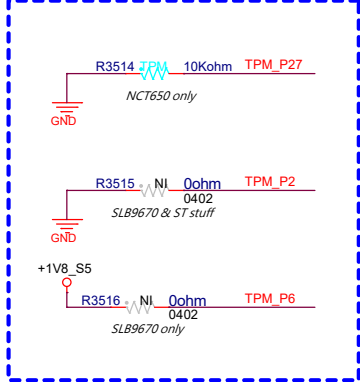 R3514 TPM 10Kohm TPM_P27
NCT650 only
GND
R3515 NI 0ohm TPM_P2
0402
SLB9670 & ST stuff
GND
+1V8_S5
R3516 NI 0ohm TPM_P6
0402
SLB9670 only